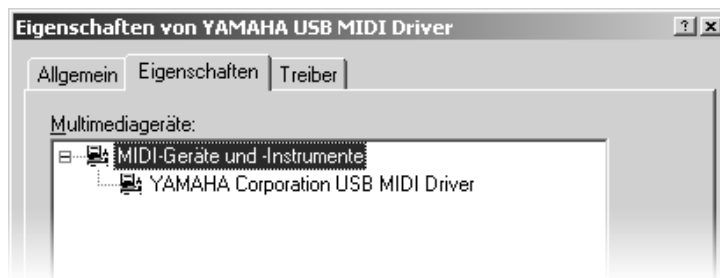 Eigenschaften von YAMAHA USB MIDI Driver
Allgemein Eigenschaften Treiber
Multimediageräte:
MIDI-Geräte und -Instrumente
YAMAHA Corporation USB MIDI Driver